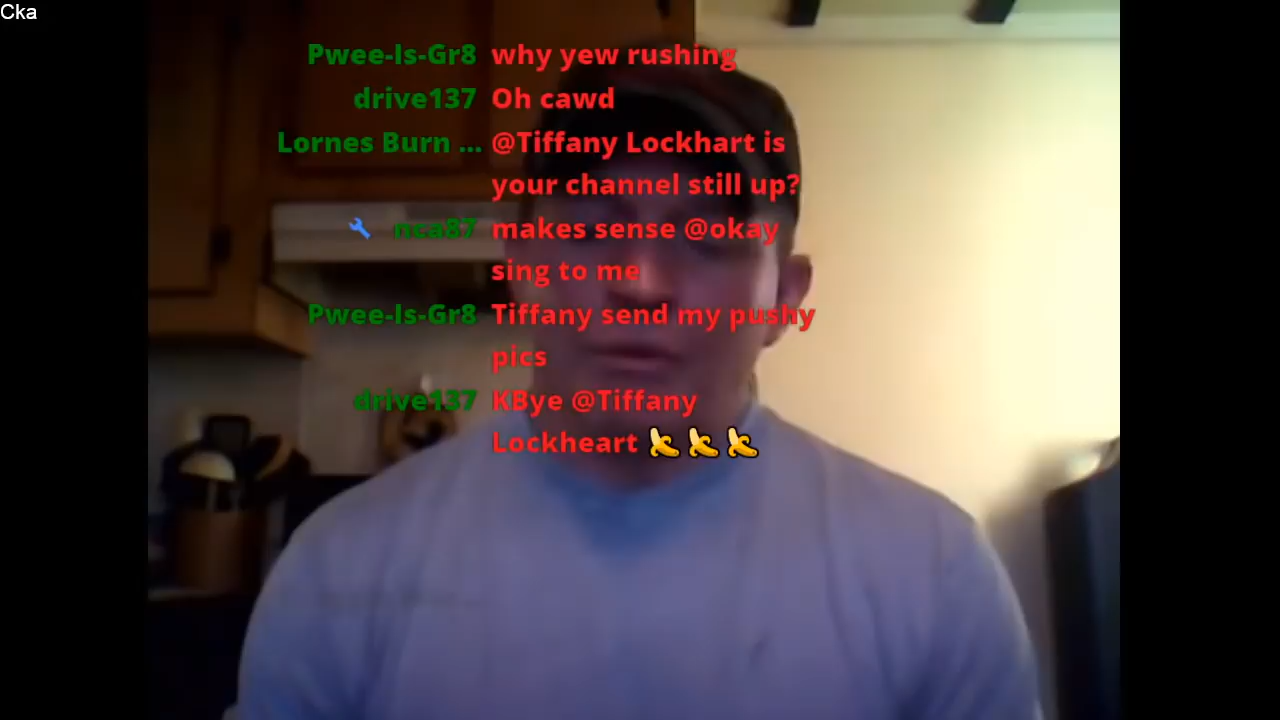 Cka
Pwee-Is-Gr8 why yew rushing
drive137 Oh cawd
Lornes Burn ... @Tiffany Lockhart is
your channel still up?
nca87 makes sense @okay
sing to me
Pwee-Is-Gr8 Tiffany send my pushy
pics
drive137 KBye @Tiffany
Lockheart 🍌🍌🍌